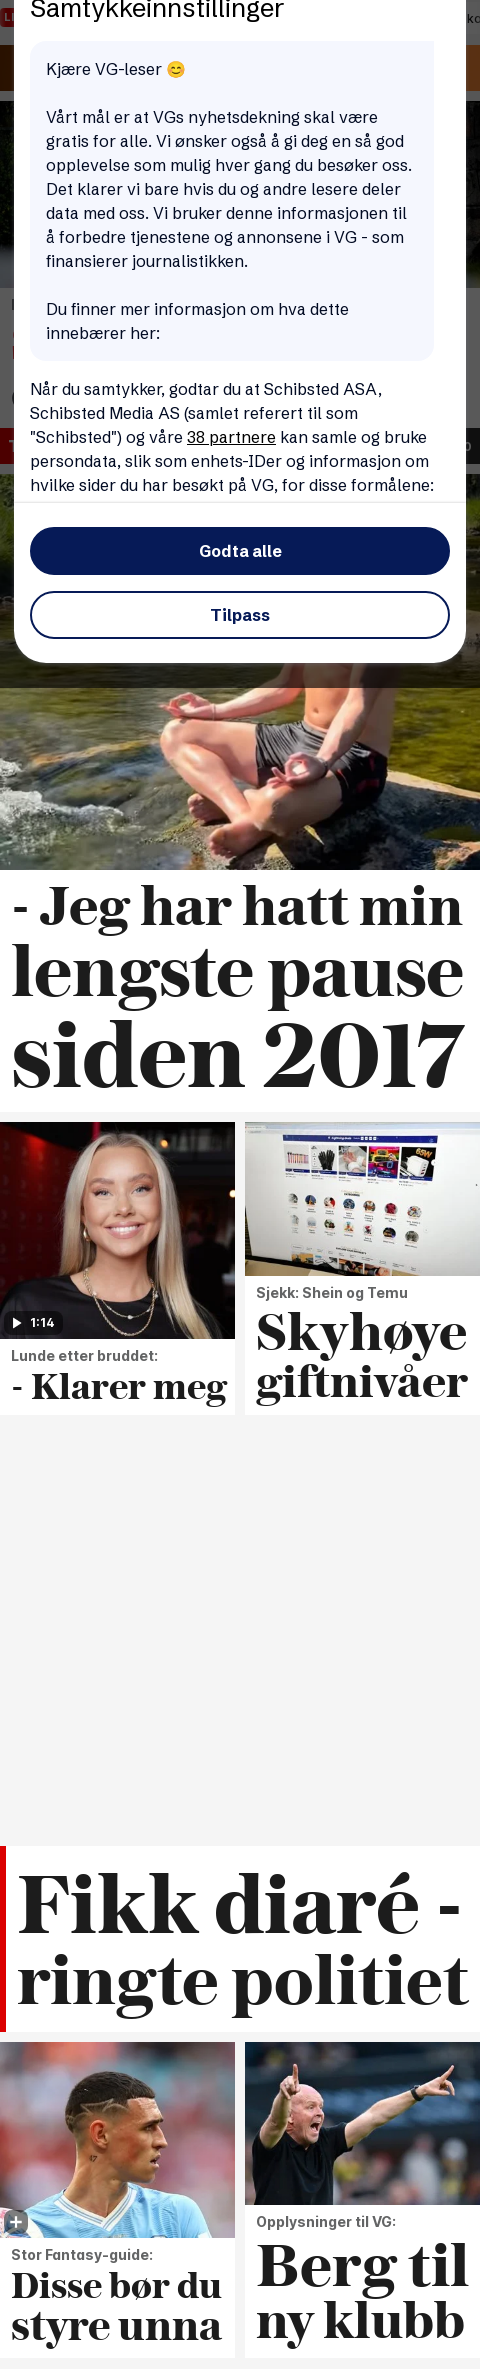 Samtykkeinnstillinger
Kjære VG-leser 😊
Vårt mål er at VGs nyhetsdekning skal være
gratis for alle. Vi ønsker også å gi deg en så god
opplevelse som mulig hver gang du besøker oss.
Det klarer vi bare hvis du og andre lesere deler
data med oss. Vi bruker denne informasjonen til
å forbedre tjenestene og annonsene i VG - som
finansierer journalistikken.
Du finner mer informasjon om hva dette
innebærer her:
Når du samtykker, godtar du at Schibsted ASA,
Schibsted Media AS (samlet referert til som
"Schibsted") og våre 38 partnere kan samle og bruke
persondata, slik som enhets-IDer og informasjon om
hvilke sider du har besøkt på VG, for disse formålene:
Godta alle
Tilpass
- Jeg har hatt min
lengste pause
siden 2017
1:14
Lunde etter bruddet:
- Klarer meg
Sjekk: Shein og Temu
Skyhøye
giftnivåer
Fikk diaré -
ringte politiet
Stor Fantasy-guide:
Disse bør du
styre unna
Opplysninger til VG:
Berg til
ny klubb